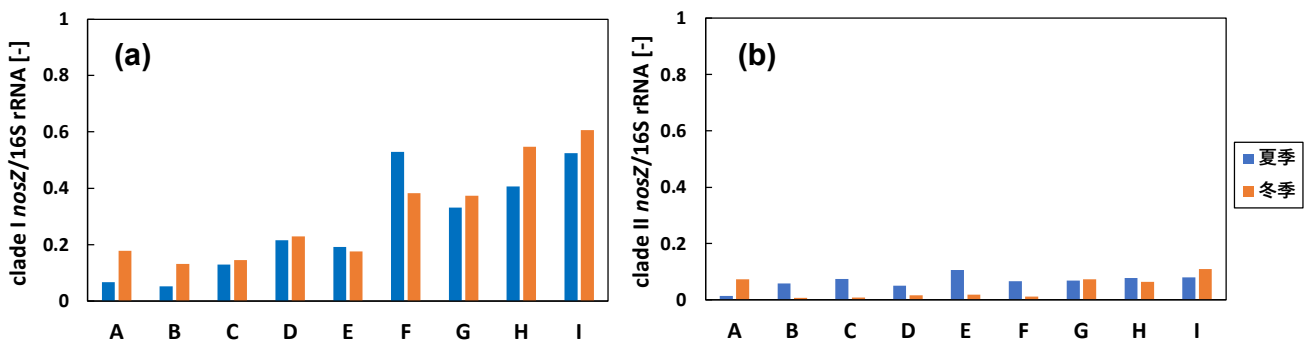 clade I nosZ/16S rRNA [-]
(a)
1
0.8
0.6
0.4
0.2
0
A B C D E F G H I
clade II nosZ/16S rRNA [-]
(b)
1
0.8
0.6
0.4
0.2
0
A B C D E F G H I
夏季
冬季